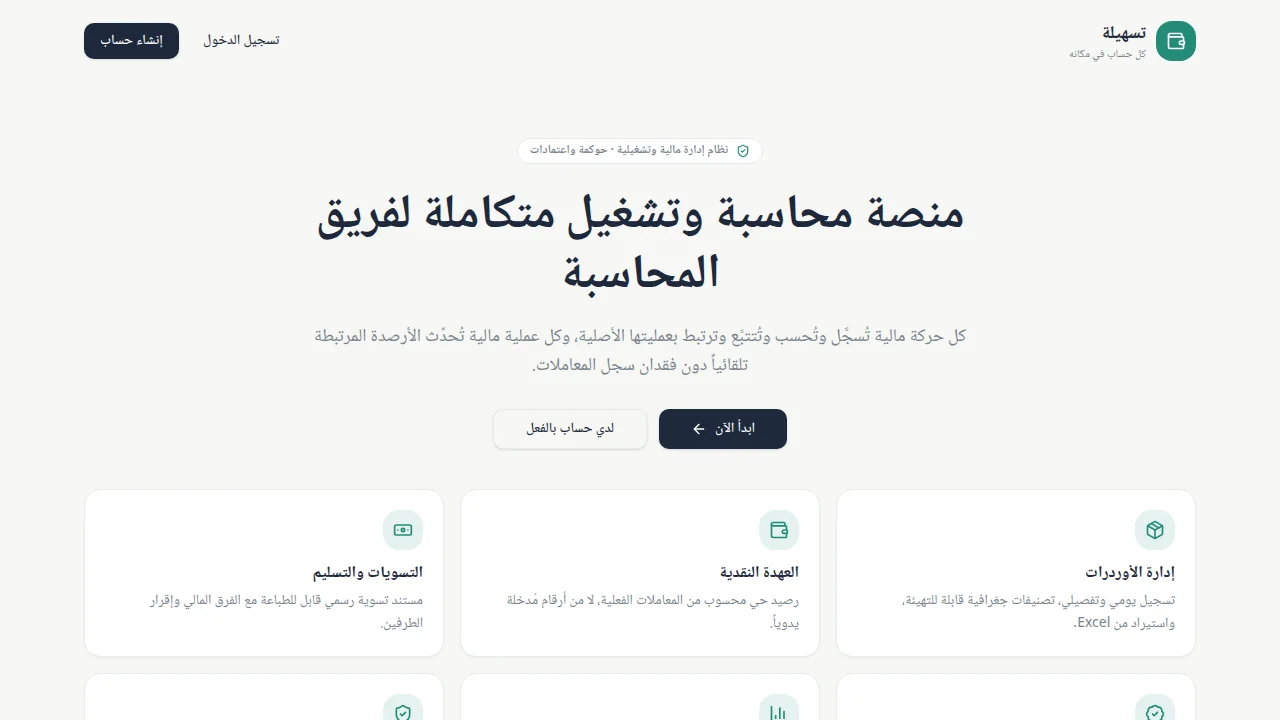 تسهيلة
كل حساب في مكانه
تسجيل الدخول
إنشاء حساب
نظام إدارة مالية وتشغيلية · حوكمة واعتمادات
منصة محاسبة وتشغيل متكاملة لفريق
المحاسبة
كل حركة مالية تُسجَّل وتُحسب وتُتتبَّع وترتبط بعمليتها الأصلية، وكل عملية مالية تُحدِّث الأرصدة المرتبطة
تلقائياً دون فقدان سجل المعاملات.
ابدأ الآن
لدي حساب بالفعل
إدارة الأوردرات
تسجيل يومي وتفصيلي، تصنيفات جغرافية قابلة للتهيئة،
واستيراد من Excel.
العهدة النقدية
رصيد حي محسوب من المعاملات الفعلية، لا من أرقام مُدخلة
يدوياً.
التسويات والتسليم
مستند تسوية رسمي قابل للطباعة مع الفرق المالي وإقرار
الطرفين.